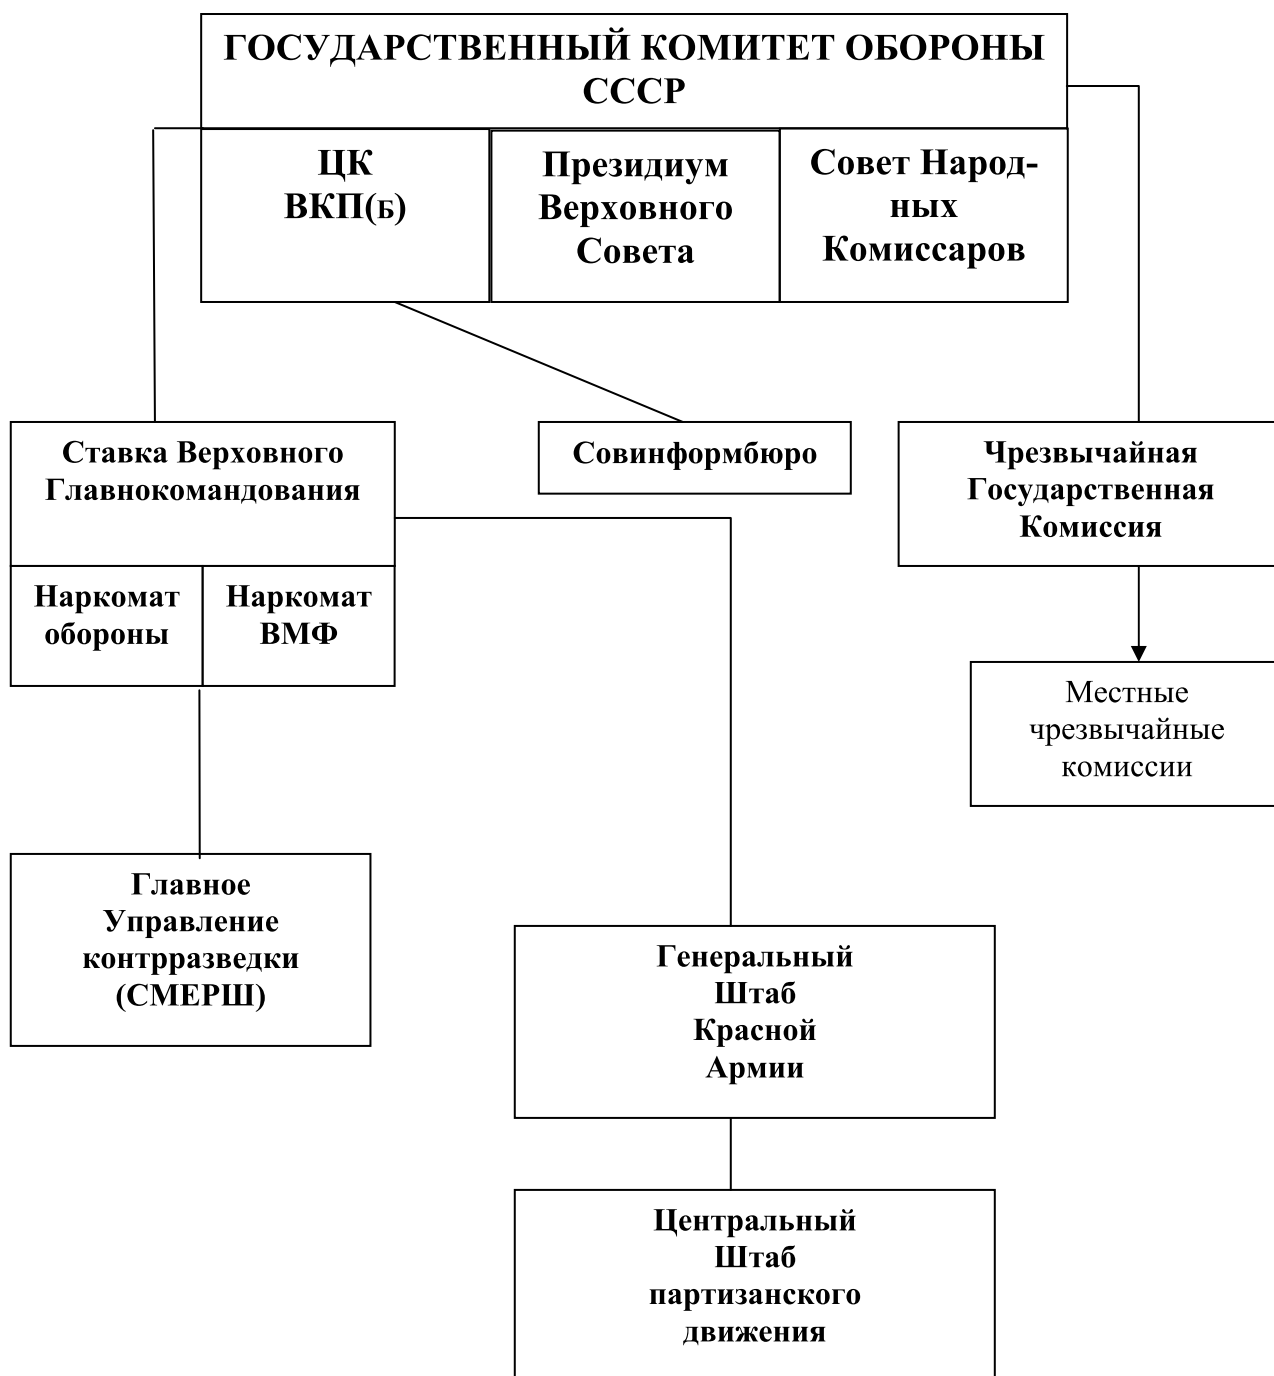 ГОСУДАРСТВЕННЫЙ КОМИТЕТ ОБОРОНЫ
СССР
ЦК
ВКП(Б)
Президиум
Верховного
Совета
Совет Народ-
ных
Комиссаров
Ставка Верховного
Главнокомандования
Совинформбюро
Чрезвычайная
Государственная
Комиссия
Наркомат
обороны
Наркомат
ВМФ
Местные
чрезвычайные
комиссии
Главное
Управление
контрразведки
(СМЕРШ)
Генеральный
Штаб
Красной
Армии
Центральный
Штаб
партизанского
движения